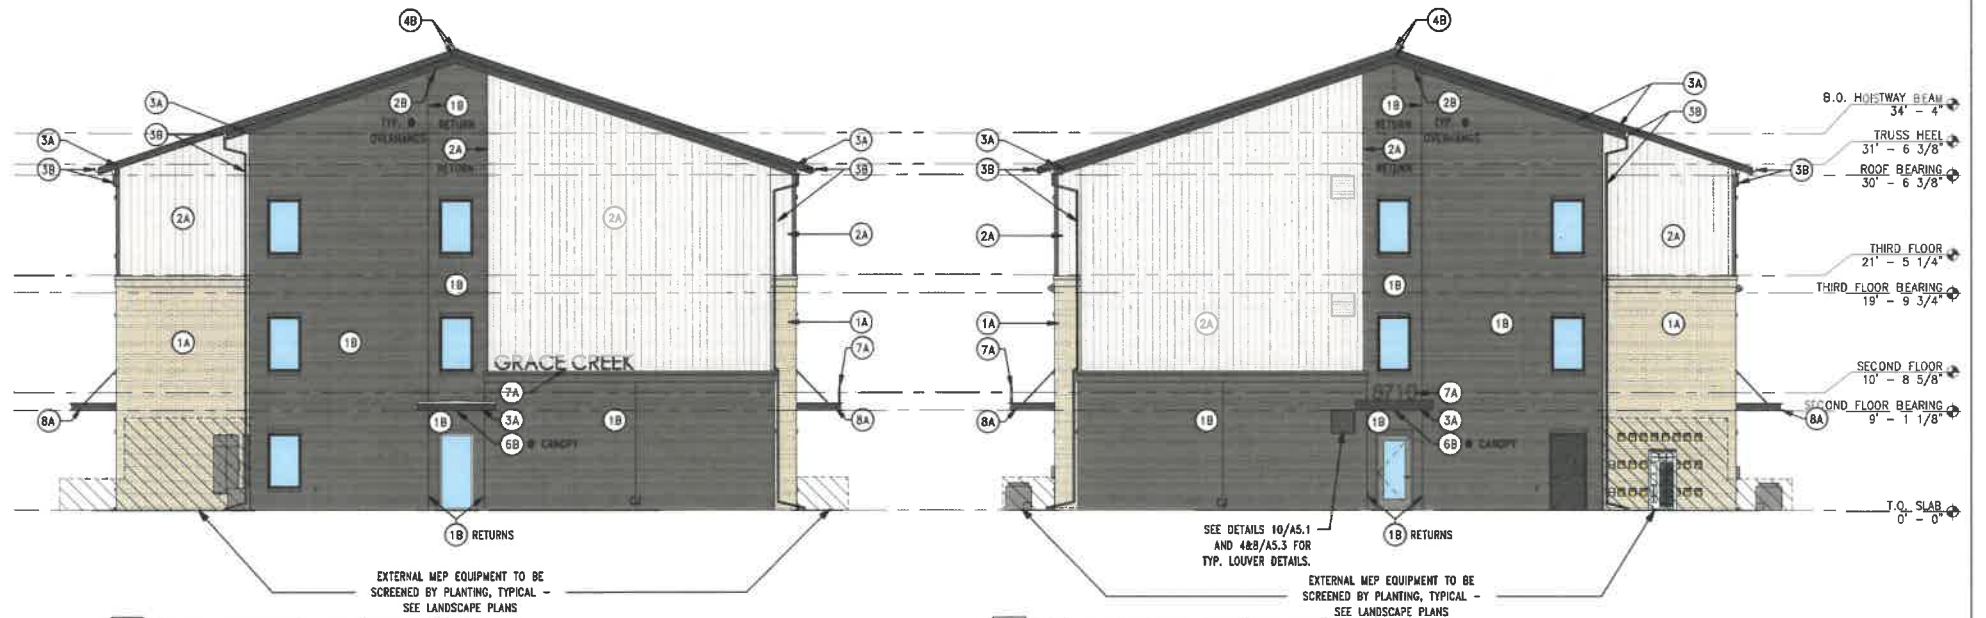 4B
3A
3B
3A
3B
2B
TYP. @
OVERHANGS
1B
RETURN
2A
RETURN
3A
3B
2A
2A
2A
1B
1A
1B
1A
7A
GRACE CREEK
7A
3A
8A
1B
1B
6B @ CANOPY
8A
CJ
1B RETURNS
EXTERNAL MEP EQUIPMENT TO BE
SCREENED BY PLANTING, TYPICAL -
SEE LANDSCAPE PLANS
4B
3A
3B
3A
3B
1B
RETURN
2B
TYP. @
OVERHANGS
2A
RETURN
3B
2A
2A
1B
1A
2A
1B
1A
7A
8710
7A
3A
8A
1B
1B
6B @ CANOPY
8A
CJ
SEE DETAILS 10/A5.1
AND 4&8/A5.3 FOR
TYP. LOUVER DETAILS.
1B RETURNS
EXTERNAL MEP EQUIPMENT TO BE
SCREENED BY PLANTING, TYPICAL -
SEE LANDSCAPE PLANS
B.O. HOISTWAY BEAM
34' - 4"
TRUSS HEEL
31' - 6 3/8"
ROOF BEARING
30' - 6 3/8"
THIRD FLOOR
21' - 5 1/4"
THIRD FLOOR BEARING
19' - 9 3/4"
SECOND FLOOR
10' - 8 5/8"
SECOND FLOOR BEARING
9' - 1 1/8"
T.O. SLAB
0' - 0"